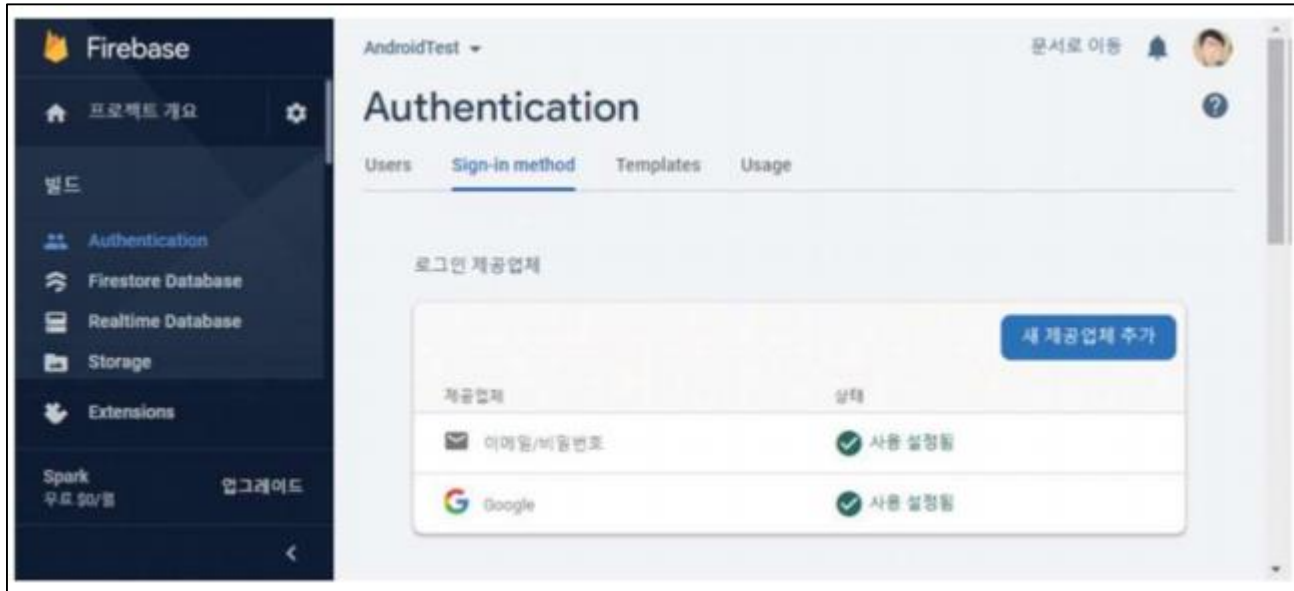 Firebase
프로젝트 개요
빌드
Authentication
Firestore Database
Realtime Database
Storage
Extensions
Spark
무료 $0/월
업그레이드
AndroidTest
문서로 이동
Authentication
Users Sign-in method Templates Usage
로그인 제공업체
새 제공업체 추가
제공업체 상태
이메일/비밀번호 사용 설정됨
Google 사용 설정됨